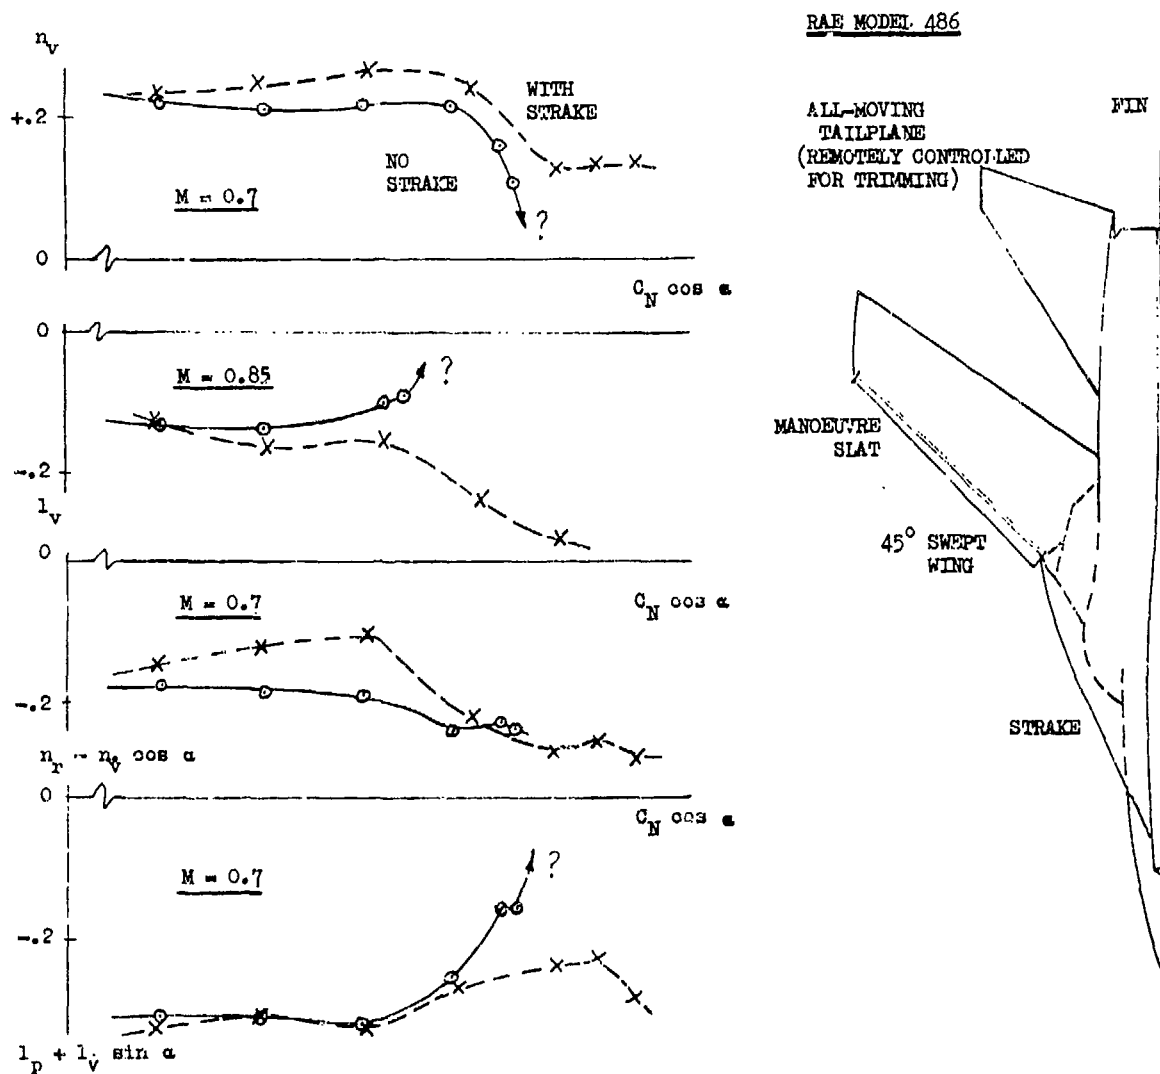 n_v
+.2
WITH
STRAKE
NO
STRAKE
M = 0.7
?
0
C_N cos α
0
M = 0.85
?
-.2
l_v
0
C_N cos α
M = 0.7
-.2
n_r - n_v̇ cos α
0
C_N cos α
M = 0.7
?
-.2
l_p + l_v̇ sin α
RAE MODEL 486
ALL-MOVING
TAILPLANE
(REMOTELY CONTROLLED
FOR TRIMMING)
FIN
MANOEUVRE
SLAT
45° SWEPT
WING
STRAKE